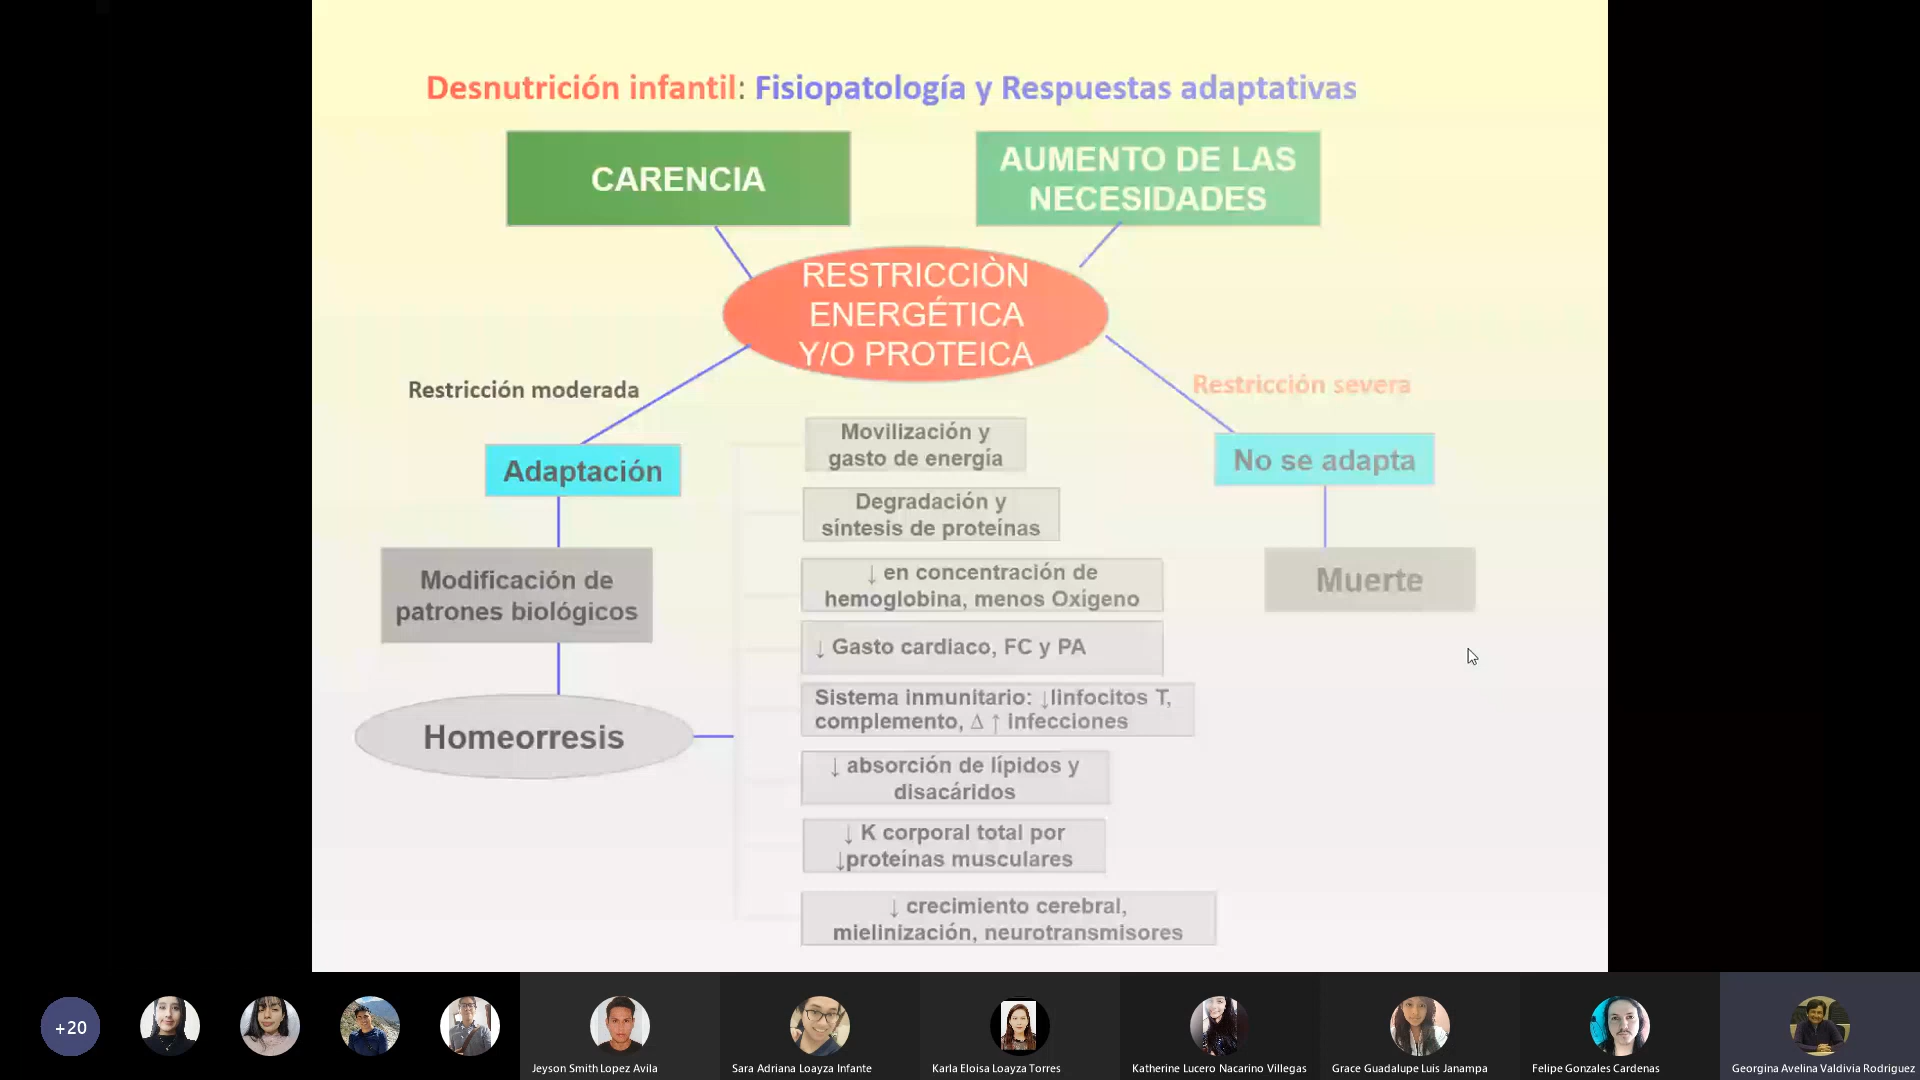 Desnutrición infantil: Fisiopatología y Respuestas adaptativas
CARENCIA
AUMENTO DE LAS
NECESIDADES
RESTRICCIÒN
ENERGÉTICA
Y/O PROTEICA
Restricción moderada
Restricción severa
Adaptación
No se adapta
Modificación de
patrones biológicos
Muerte
Homeorresis
Movilización y
gasto de energía
Degradación y
síntesis de proteínas
↓ en concentración de
hemoglobina, menos Oxígeno
↓ Gasto cardiaco, FC y PA
Sistema inmunitario: ↓linfocitos T,
complemento, Δ ↑ infecciones
↓ absorción de lípidos y
disacáridos
↓ K corporal total por
↓proteínas musculares
↓ crecimiento cerebral,
mielinización, neurotransmisores
+20
Jeyson Smith Lopez Avila
Sara Adriana Loayza Infante
Karla Eloisa Loayza Torres
Katherine Lucero Nacarino Villegas
Grace Guadalupe Luis Janampa
Felipe Gonzales Cardenas
Georgina Avelina Valdivia Rodriguez